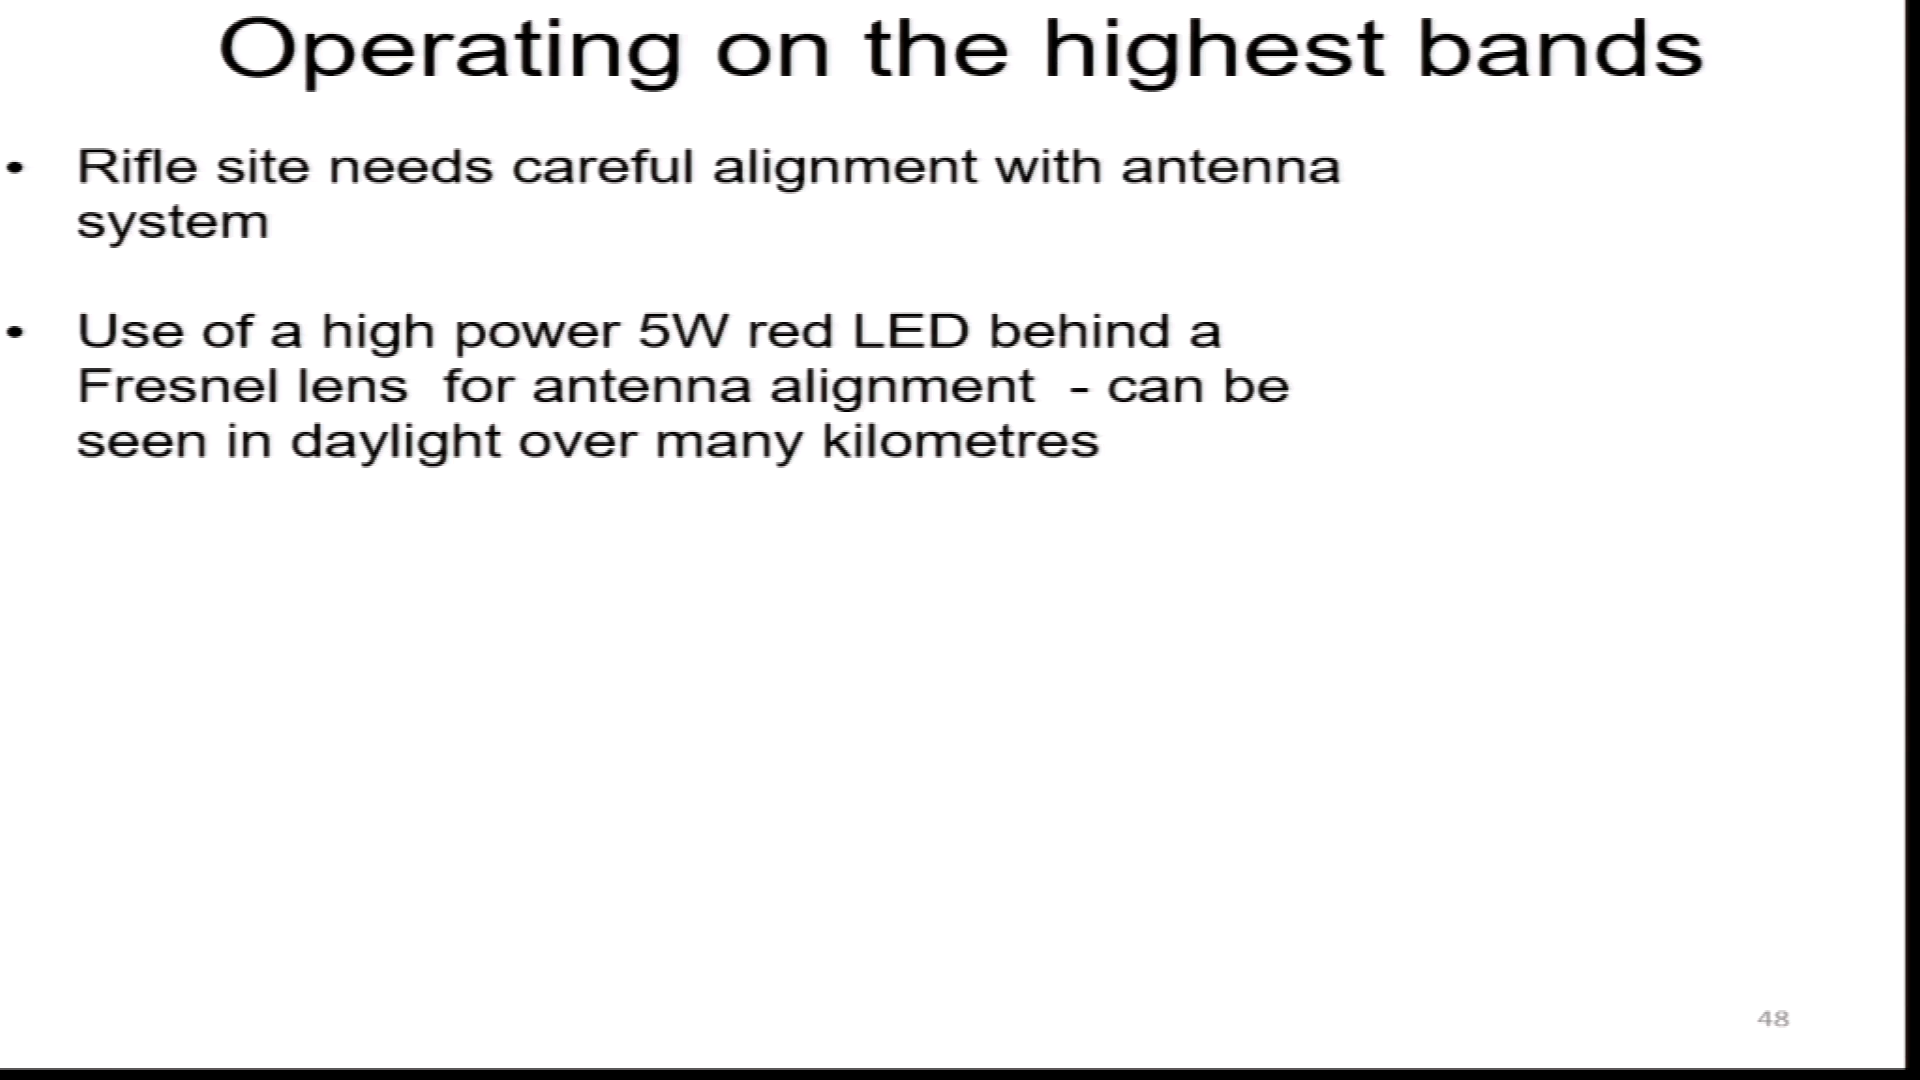 Operating on the highest bands
• Rifle site needs careful alignment with antenna
system
• Use of a high power 5W red LED behind a
Fresnel lens  for antenna alignment  - can be
seen in daylight over many kilometres
48